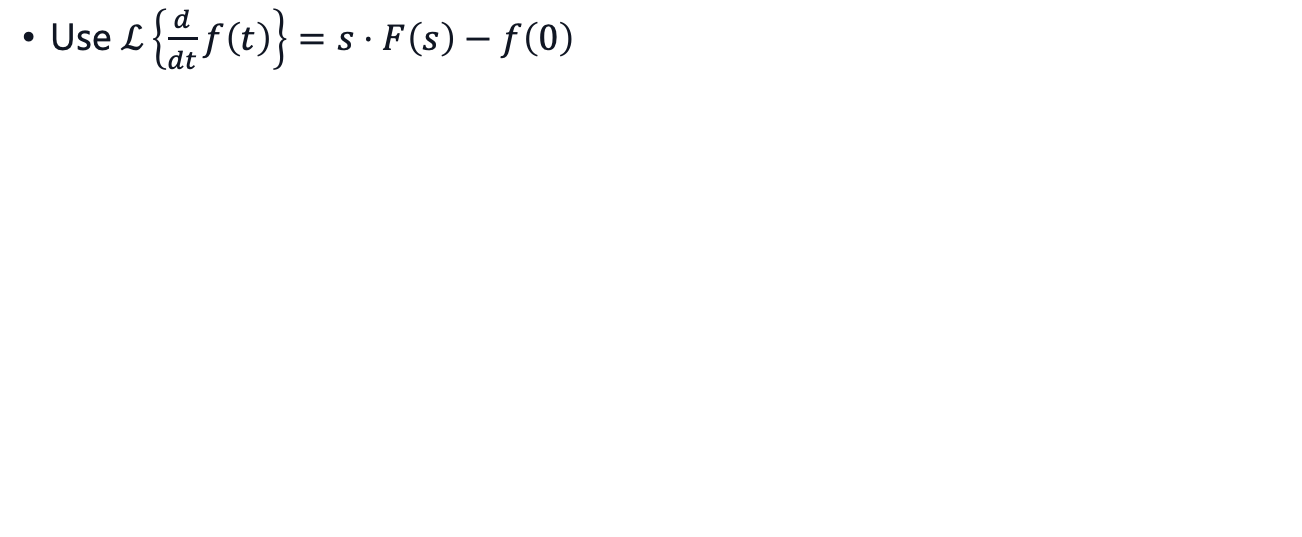 • Use ℒ{d/dt f(t)} = s · F(s) − f(0)